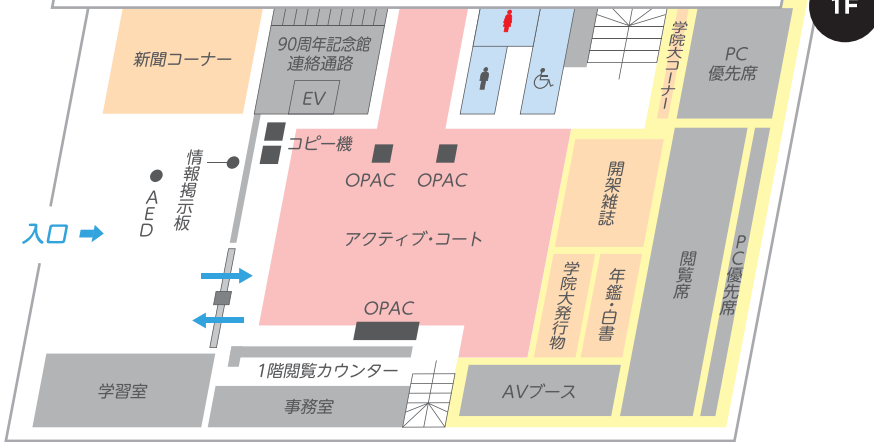 1F
新聞コーナー
90周年記念館
連絡通路
EV
学院大コーナー
PC
優先席
コピー機
情報掲示板
AED
入口
OPAC
OPAC
アクティブ・コート
開架雑誌
閲覧席
PC優先席
学院大発行物
年鑑・白書
OPAC
1階閲覧カウンター
学習室
事務室
AVブース